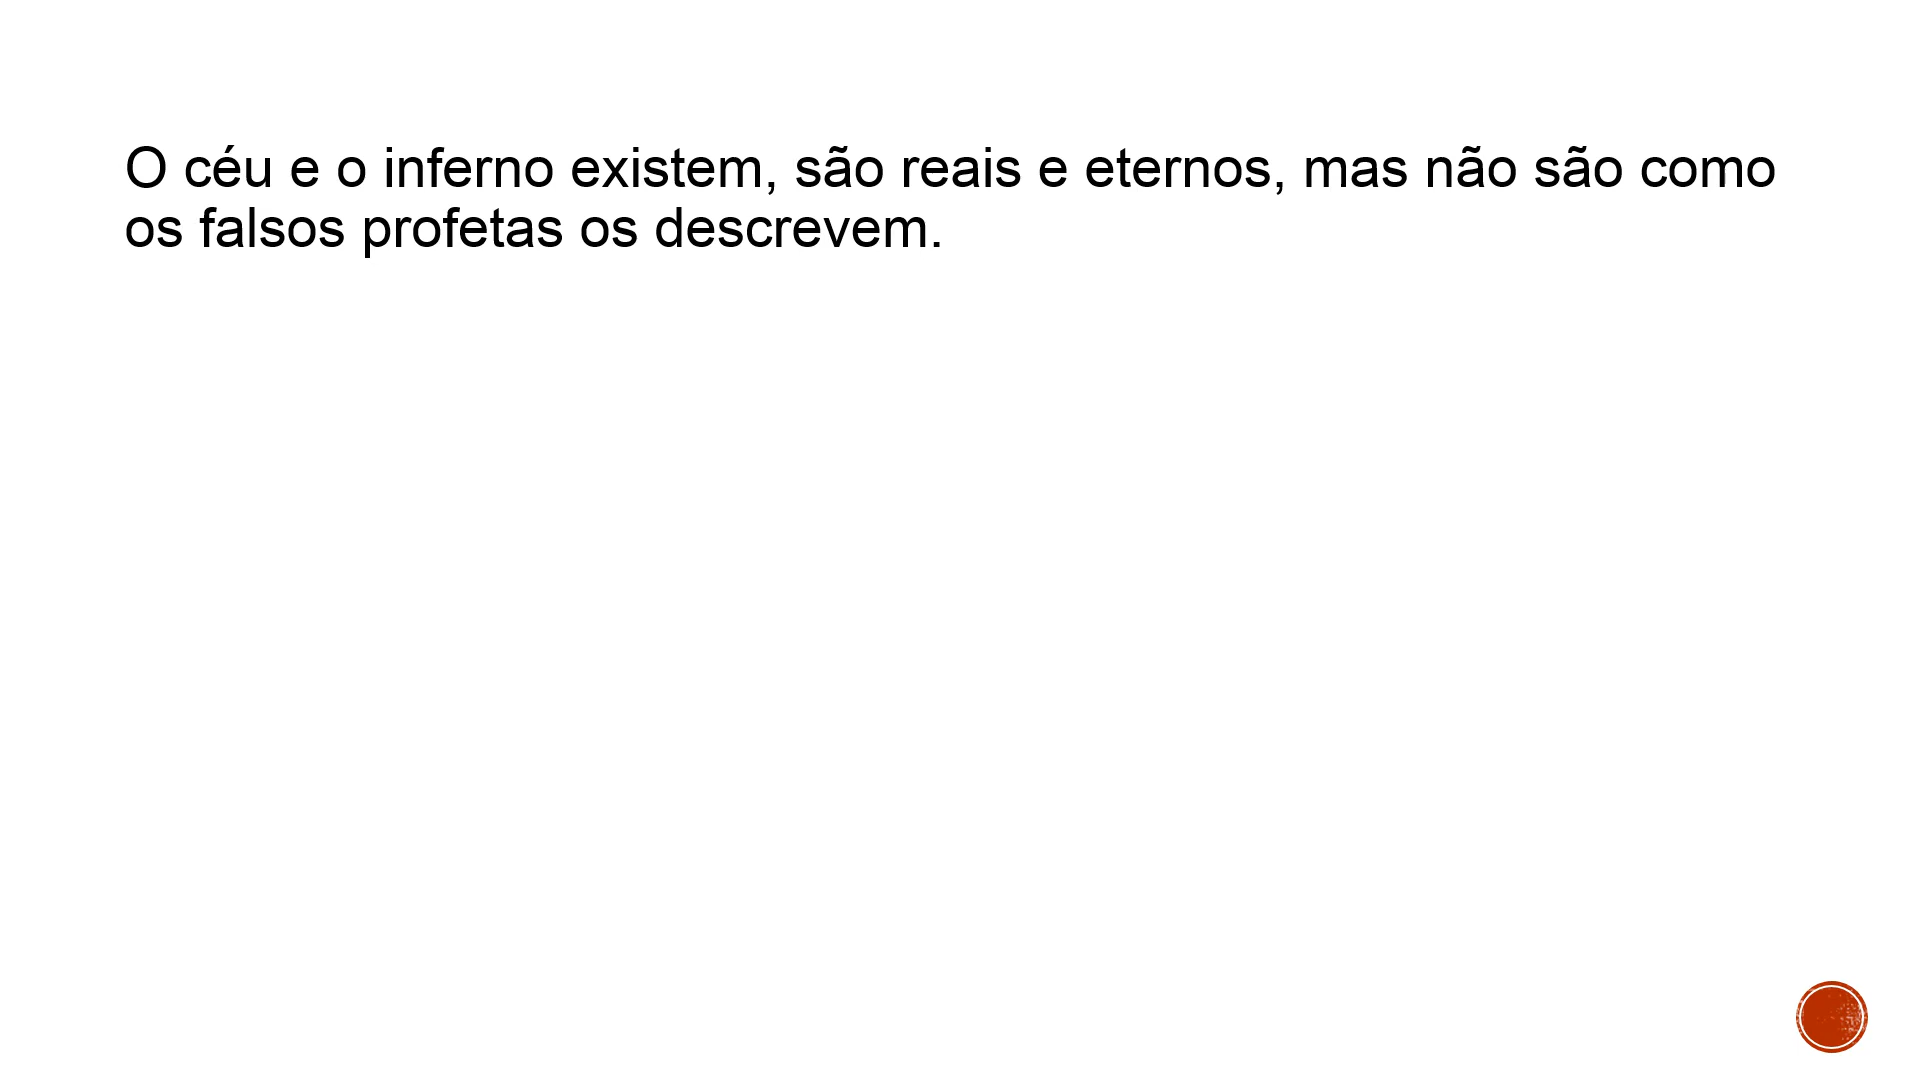 O céu e o inferno existem, são reais e eternos, mas não são como
os falsos profetas os descrevem.